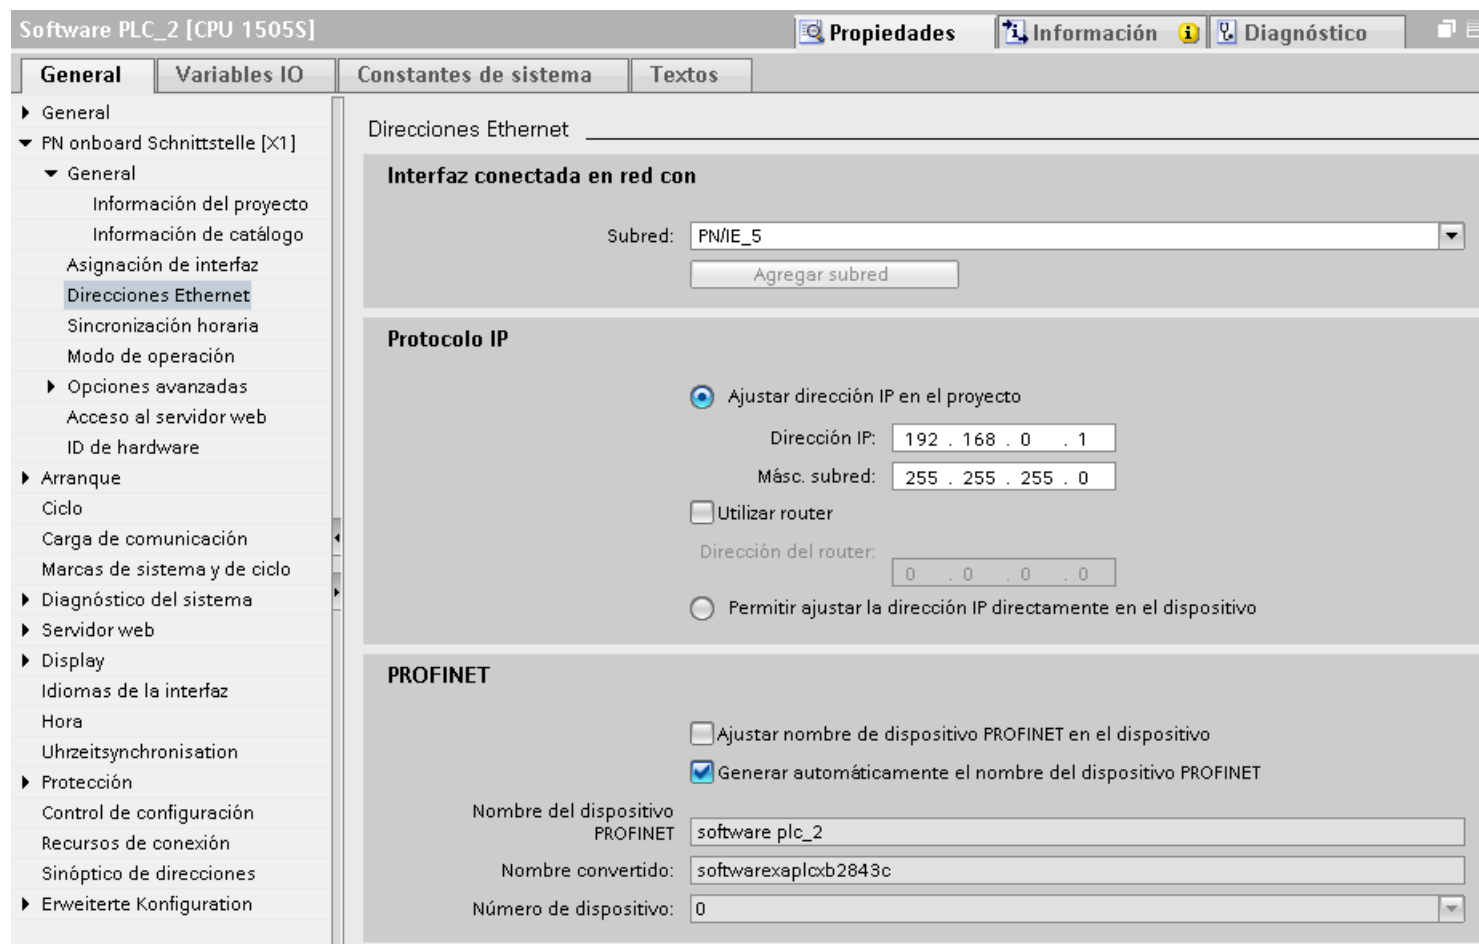 Software PLC_2 [CPU 1505S]
Propiedades
Información
Diagnóstico
General
Variables IO
Constantes de sistema
Textos
General
PN onboard Schnittstelle [X1]
General
Información del proyecto
Información de catálogo
Asignación de interfaz
Direcciones Ethernet
Sincronización horaria
Modo de operación
Opciones avanzadas
Acceso al servidor web
ID de hardware
Arranque
Ciclo
Carga de comunicación
Marcas de sistema y de ciclo
Diagnóstico del sistema
Servidor web
Display
Idiomas de la interfaz
Hora
Uhrzeitsynchronisation
Protección
Control de configuración
Recursos de conexión
Sinóptico de direcciones
Erweiterte Konfiguration
Direcciones Ethernet
Interfaz conectada en red con
Subred: PN/IE_5
Agregar subred
Protocolo IP
Ajustar dirección IP en el proyecto
Dirección IP: 192 . 168 . 0 . 1
Másc. subred: 255 . 255 . 255 . 0
Utilizar router
Dirección del router:
0 . 0 . 0 . 0
Permitir ajustar la dirección IP directamente en el dispositivo
PROFINET
Ajustar nombre de dispositivo PROFINET en el dispositivo
Generar automáticamente el nombre del dispositivo PROFINET
Nombre del dispositivo
PROFINET software plc_2
Nombre convertido: softwarexaplcxb2843c
Número de dispositivo: 0